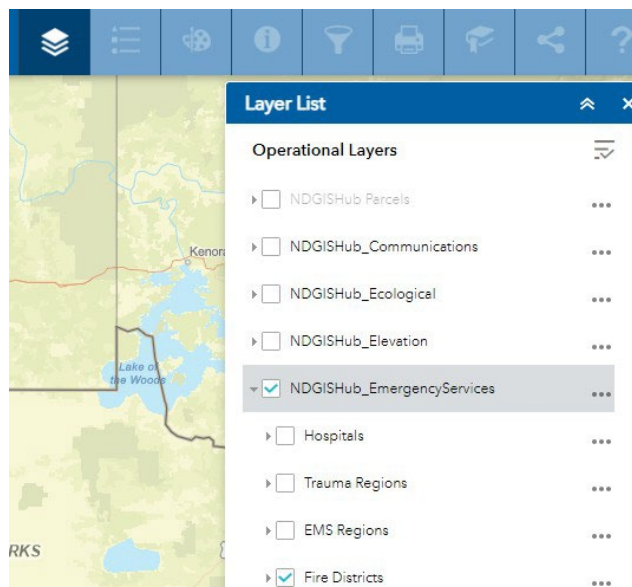 Layer List
Operational Layers
NDGISHub Parcels
NDGISHub_Communications
NDGISHub_Ecological
NDGISHub_Elevation
NDGISHub_EmergencyServices
Hospitals
Trauma Regions
EMS Regions
Fire Districts
Kenora
Lake of
the Woods
RKS